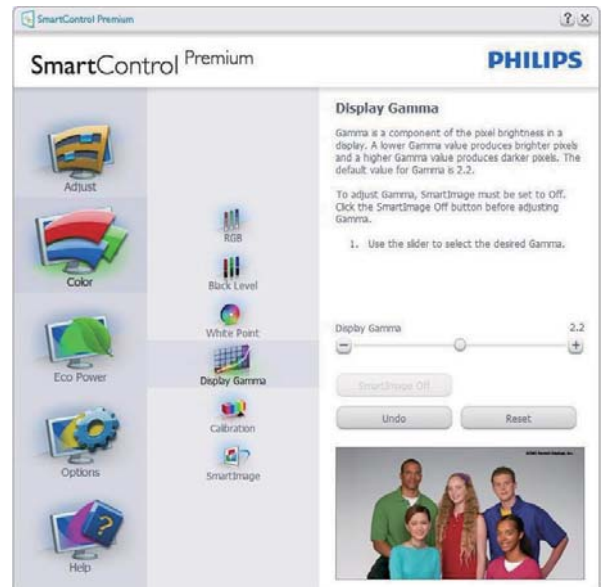 SmartControl Premium
? ×
SmartControl Premium
PHILIPS
Adjust
Color
Eco Power
Options
Help
RGB
Black Level
White Point
Display Gamma
Calibration
SmartImage
Display Gamma
Gamma is a component of the pixel brightness in a
display. A lower Gamma value produces brighter pixels
and a higher Gamma value produces darker pixels. The
default value for Gamma is 2.2.
To adjust Gamma, SmartImage must be set to Off.
Click the SmartImage Off button before adjusting
Gamma.
1. Use the slider to select the desired Gamma.
Display Gamma 2.2
SmartImage Off
Undo Reset